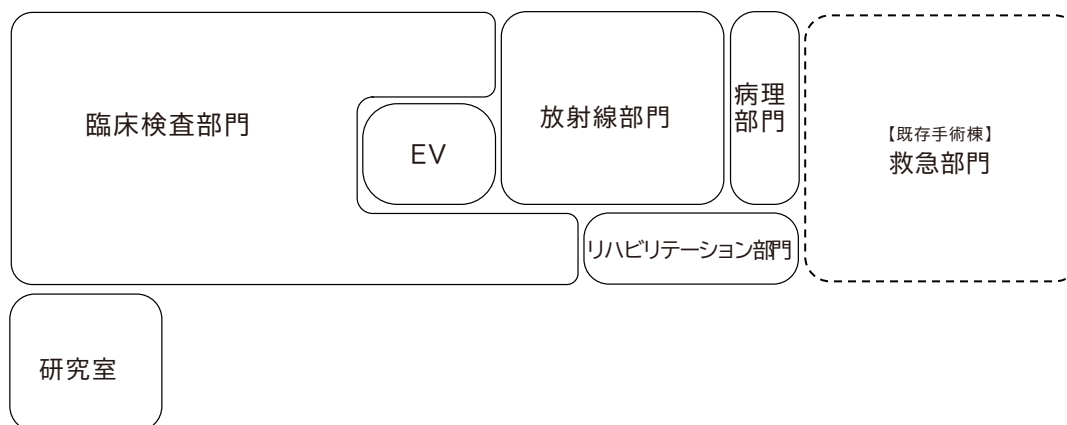 臨床検査部門
EV
放射線部門
病理
部門
【既存手術棟】
救急部門
リハビリテーション部門
研究室